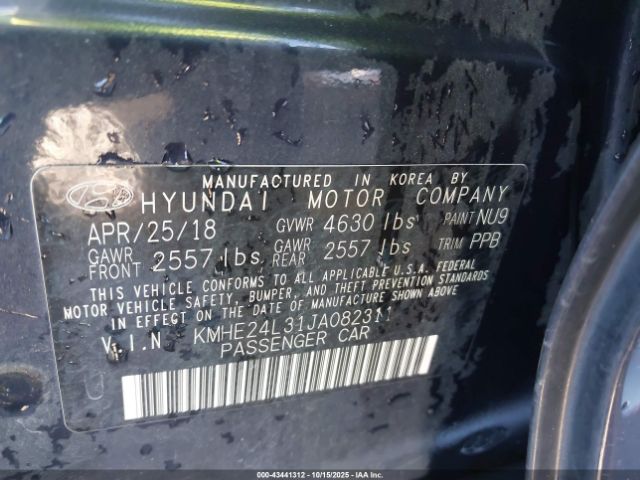 MANUFACTURED IN KOREA BY
HYUNDAI MOTOR COMPANY
APR/25/18 GVWR 4630 lbs PAINT NU9
GAWR FRONT 2557 lbs GAWR REAR 2557 lbs TRIM PPB
THIS VEHICLE CONFORMS TO ALL APPLICABLE U.S.A. FEDERAL
MOTOR VEHICLE SAFETY, BUMPER, AND THEFT PREVENTION STANDARDS
IN EFFECT ON THE DATE OF MANUFACTURE SHOWN ABOVE.
V.I.N. KMHE24L31JA082311
PASSENGER CAR
000-43441312 | 10/15/2025 | IAA Inc.